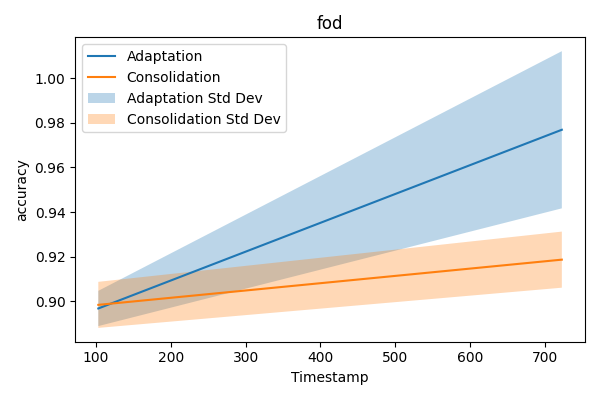 fod
Adaptation
Consolidation
Adaptation Std Dev
Consolidation Std Dev
accuracy
1.00
0.98
0.96
0.94
0.92
0.90
100 200 300 400 500 600 700
Timestamp